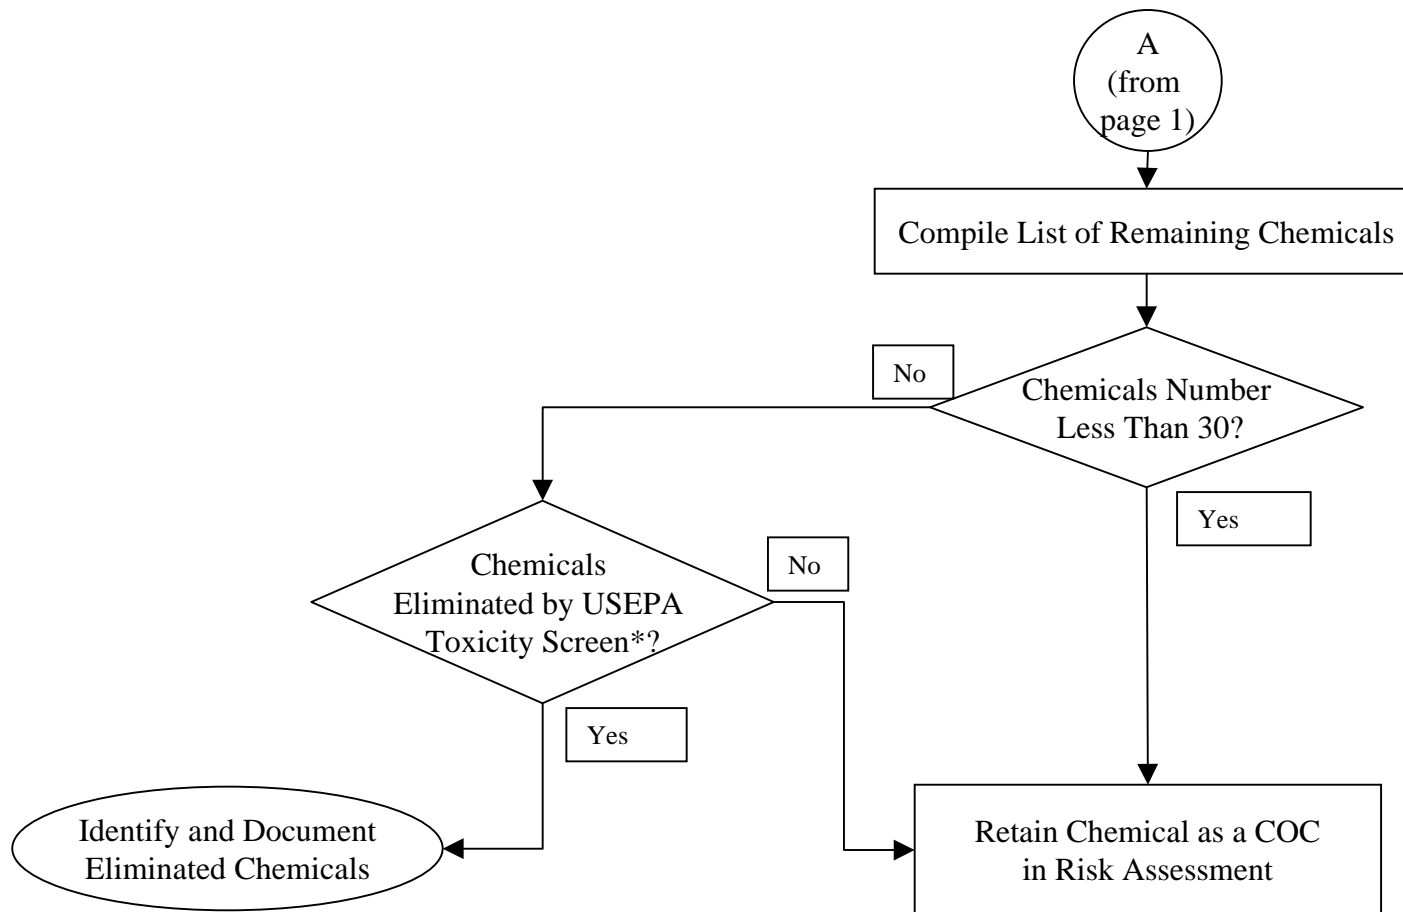 A
(from
page 1)
Compile List of Remaining Chemicals
No
Chemicals Number
Less Than 30?
Yes
Chemicals
Eliminated by USEPA
Toxicity Screen*?
No
Yes
Identify and Document
Eliminated Chemicals
Retain Chemical as a COC
in Risk Assessment